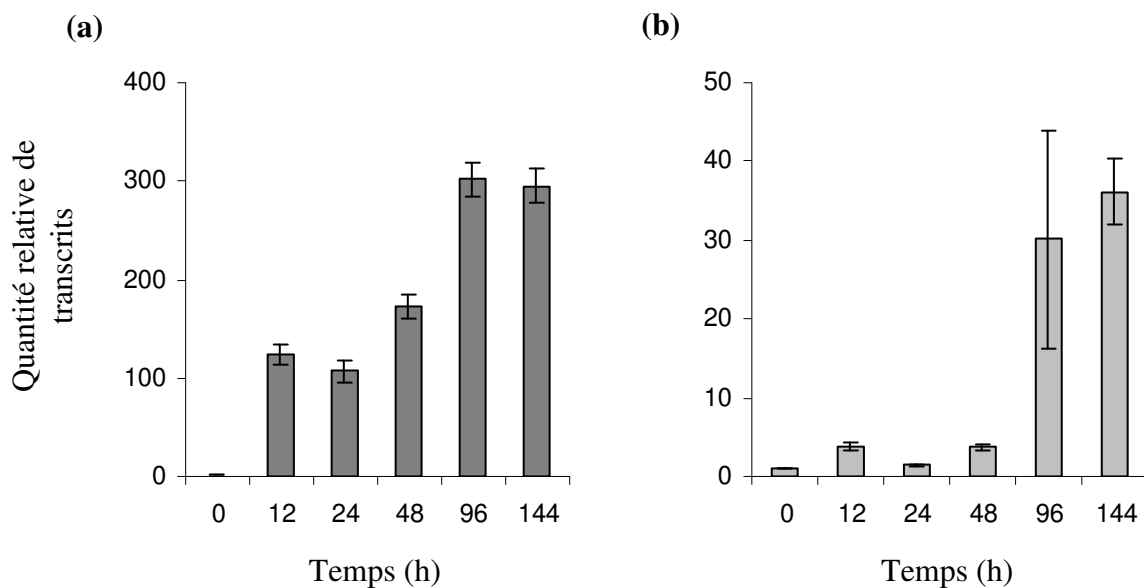 (a)
(b)
Quantité relative de
transcrits
400
300
200
100
0
0 12 24 48 96 144
Temps (h)
50
40
30
20
10
0
0 12 24 48 96 144
Temps (h)